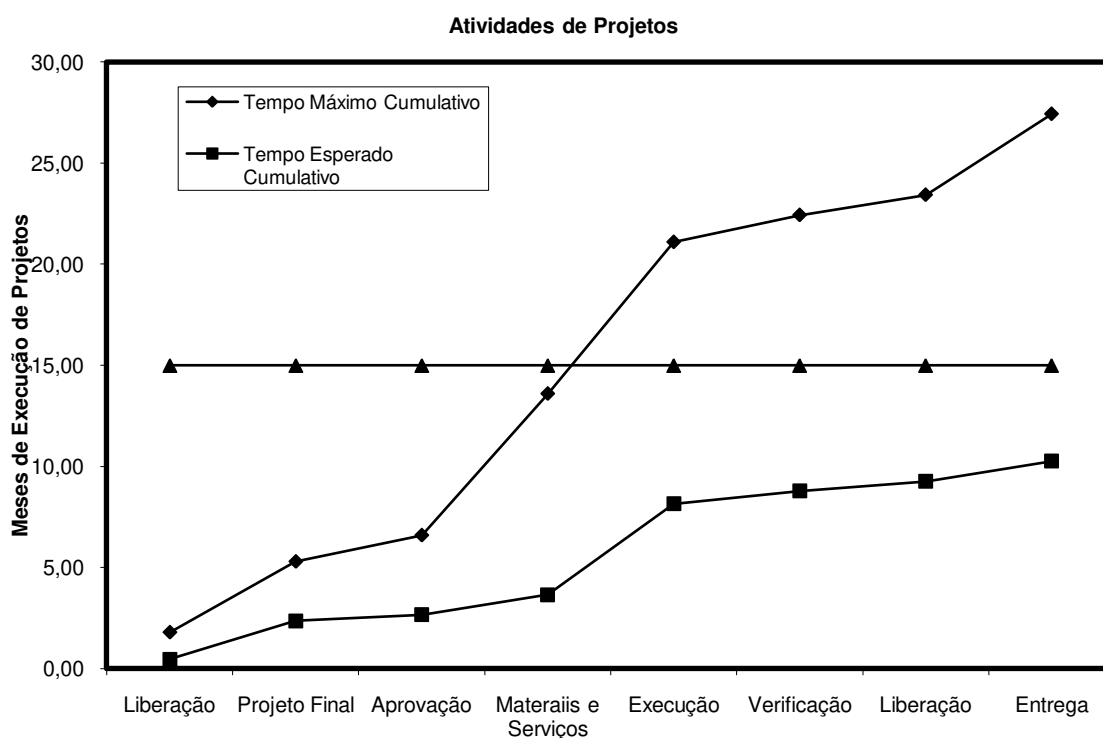 Atividades de Projetos
30,00
25,00
20,00
15,00
10,00
5,00
0,00
Meses de Execução de Projetos
Tempo Máximo Cumulativo
Tempo Esperado
Cumulativo
Liberação
Projeto Final
Aprovação
Materaiis e
Serviços
Execução
Verificação
Liberação
Entrega